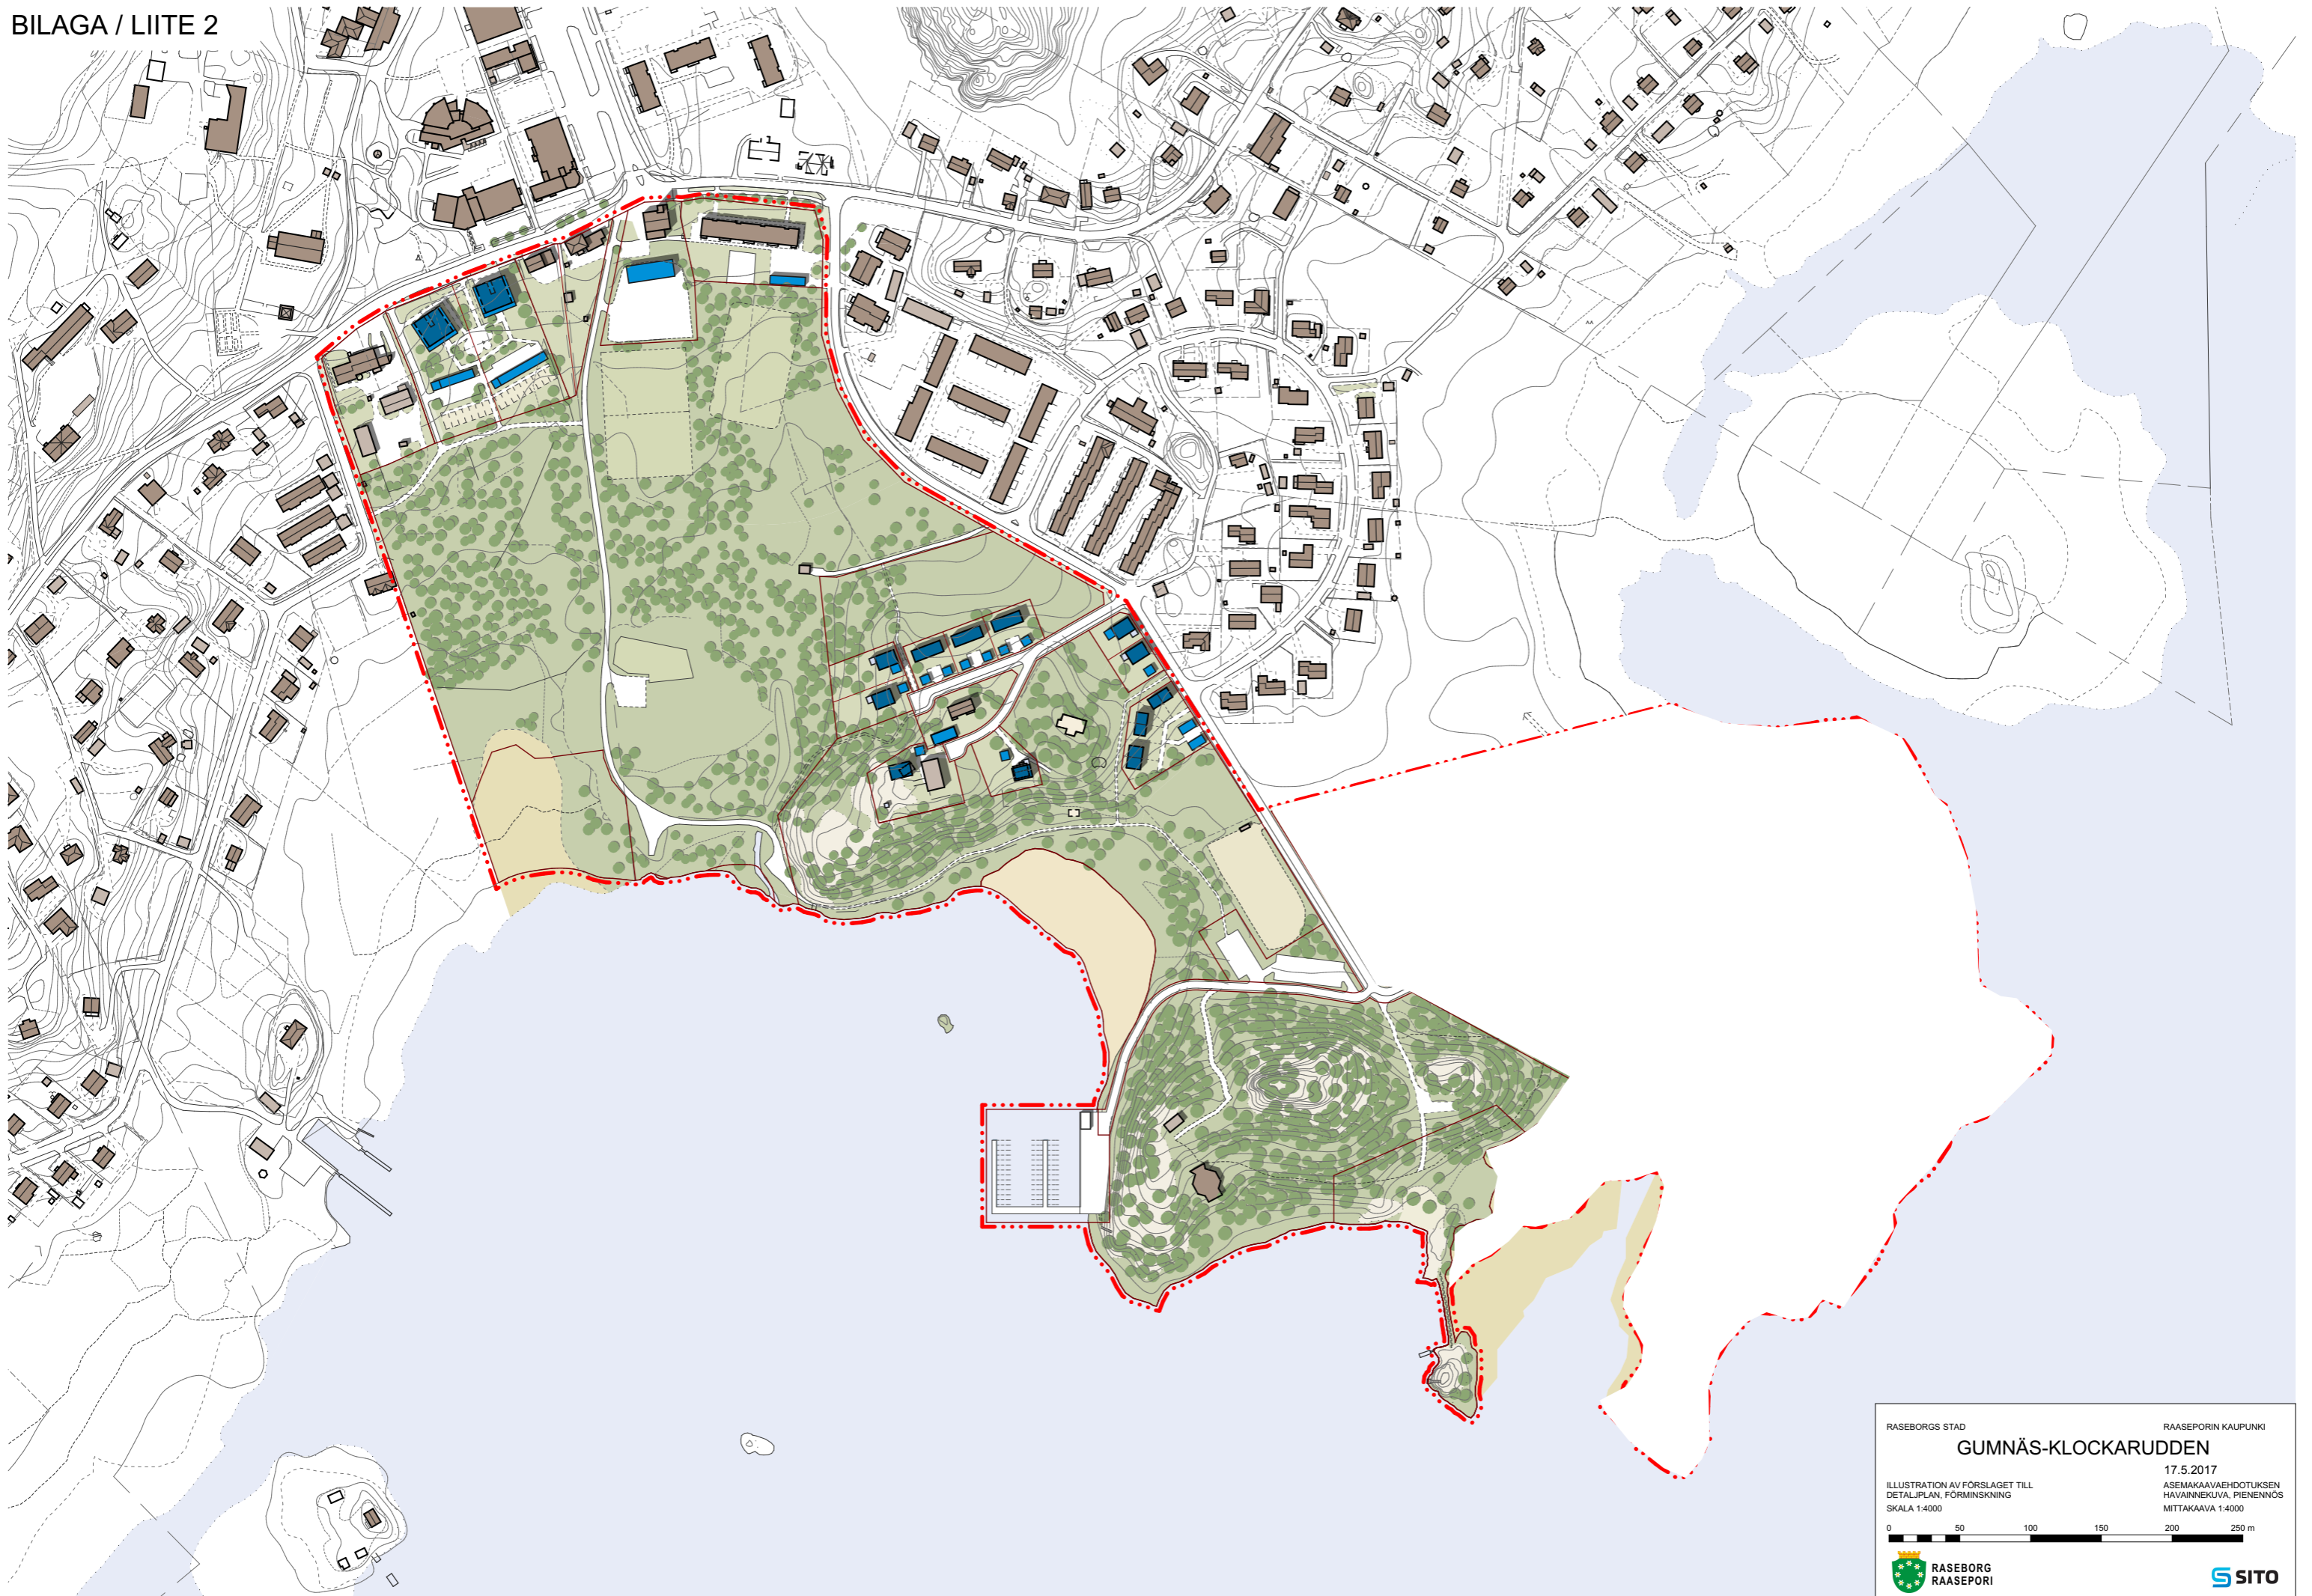 BILAGA / LIITE 2
RASEBORGS STAD RAASEPORIN KAUPUNKI
GUMNÄS-KLOCKARUDDEN
17.5.2017
ILLUSTRATION AV FÖRSLAGET TILL ASEMAKAAVAEHDOTUKSEN
DETALJPLAN, FÖRMINSKNING HAVAINNEKUVA, PIENENNÖS
SKALA 1:4000 MITTAKAAVA 1:4000
0 50 100 150 200 250 m
RASEBORG
RAASEPORI
SITO